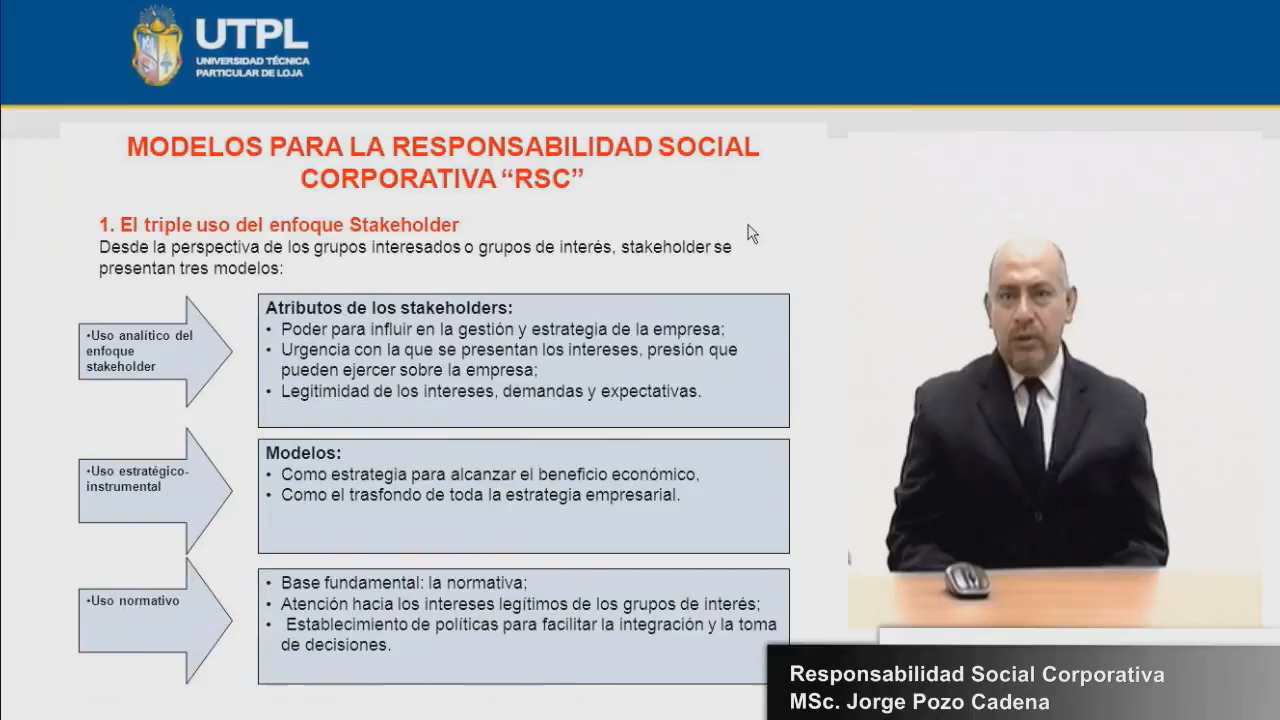 UTPL
UNIVERSIDAD TÉCNICA
PARTICULAR DE LOJA
MODELOS PARA LA RESPONSABILIDAD SOCIAL
CORPORATIVA “RSC”
1. El triple uso del enfoque Stakeholder
Desde la perspectiva de los grupos interesados o grupos de interés, stakeholder se
presentan tres modelos:
•Uso analítico del
enfoque
stakeholder
Atributos de los stakeholders:
• Poder para influir en la gestión y estrategia de la empresa;
• Urgencia con la que se presentan los intereses, presión que
pueden ejercer sobre la empresa;
• Legitimidad de los intereses, demandas y expectativas.
•Uso estratégico-
instrumental
Modelos:
• Como estrategia para alcanzar el beneficio económico,
• Como el trasfondo de toda la estrategia empresarial.
•Uso normativo
• Base fundamental: la normativa;
• Atención hacia los intereses legítimos de los grupos de interés;
• Establecimiento de políticas para facilitar la integración y la toma
de decisiones.
Responsabilidad Social Corporativa
MSc. Jorge Pozo Cadena